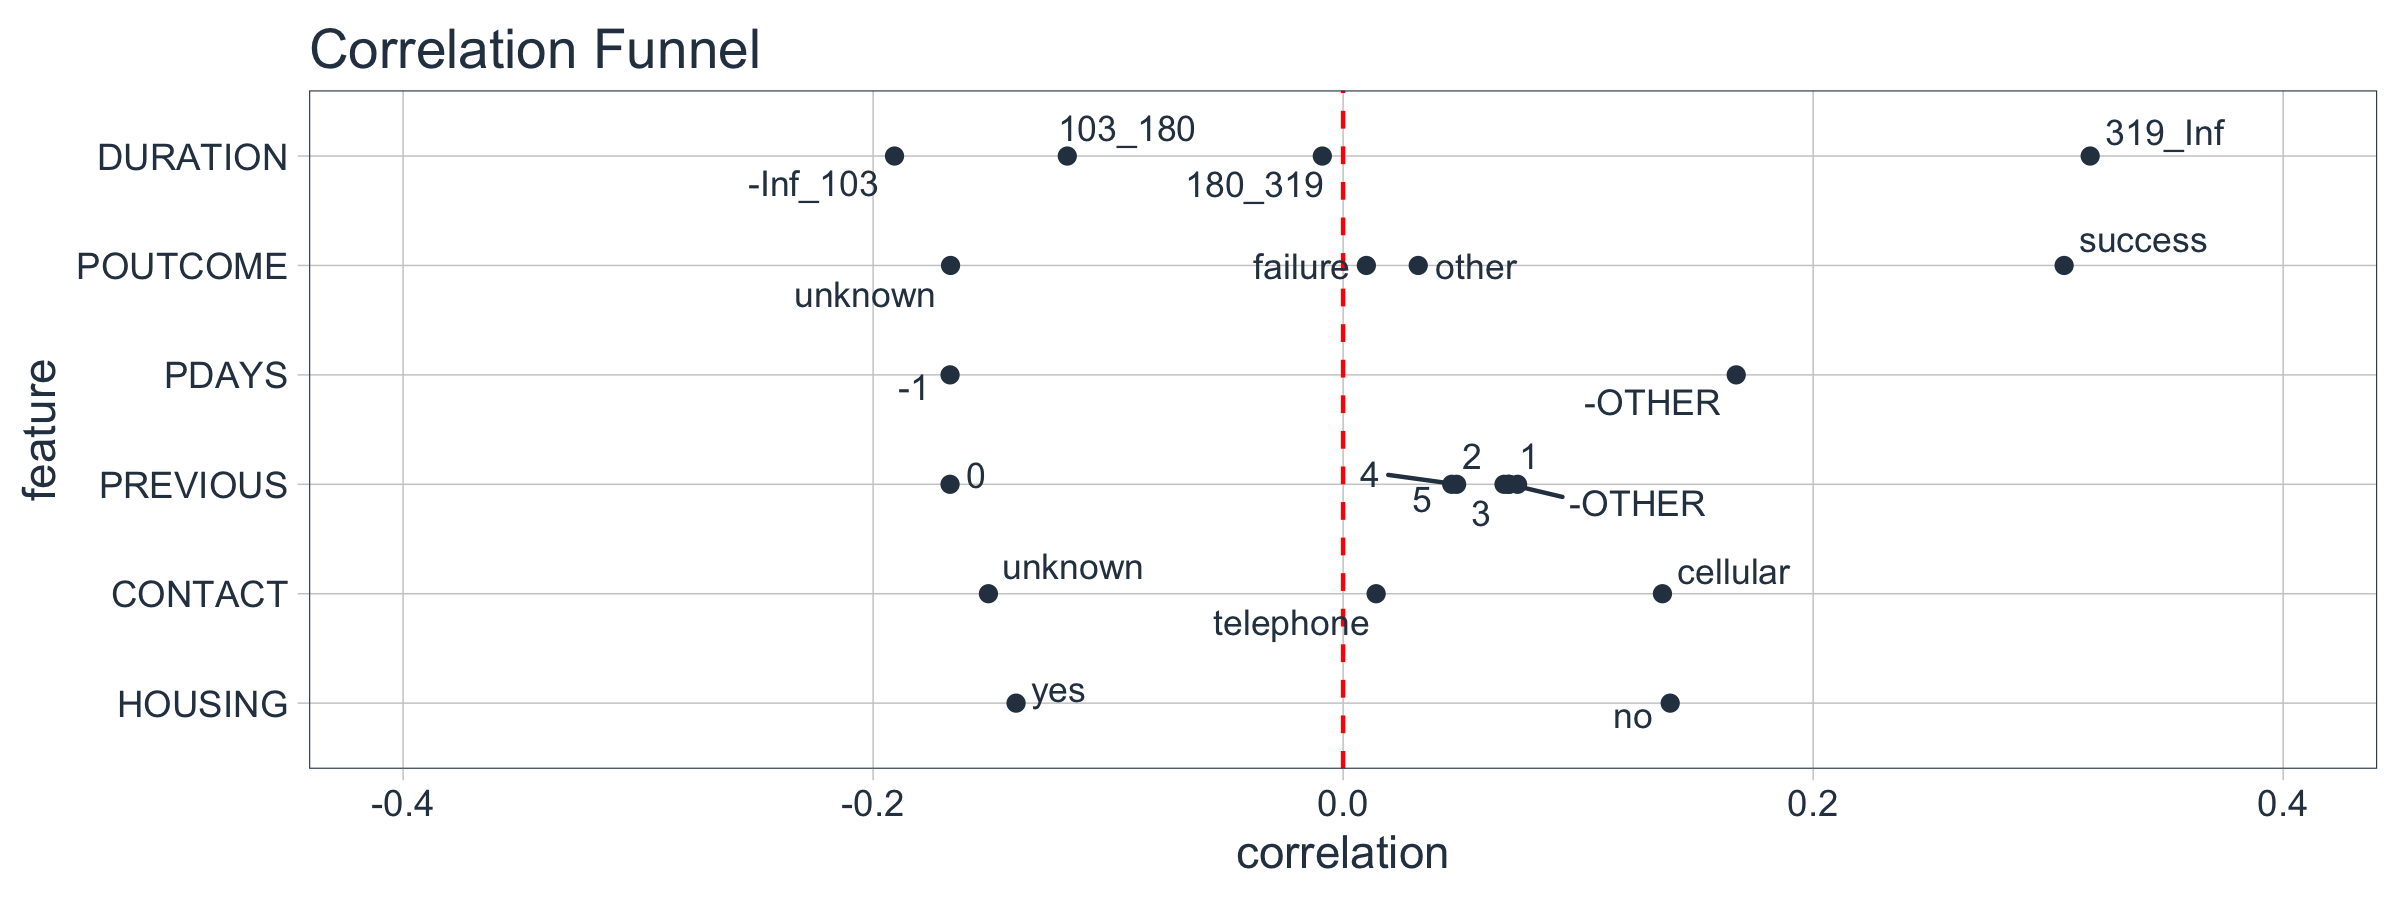 Correlation Funnel
feature
DURATION
-Inf_103
103_180
180_319
319_Inf
POUTCOME
unknown
failure
other
success
PDAYS
-1
-OTHER
PREVIOUS
0
4
5
2
3
1
-OTHER
CONTACT
unknown
telephone
cellular
HOUSING
yes
no
-0.4
-0.2
0.0
0.2
0.4
correlation